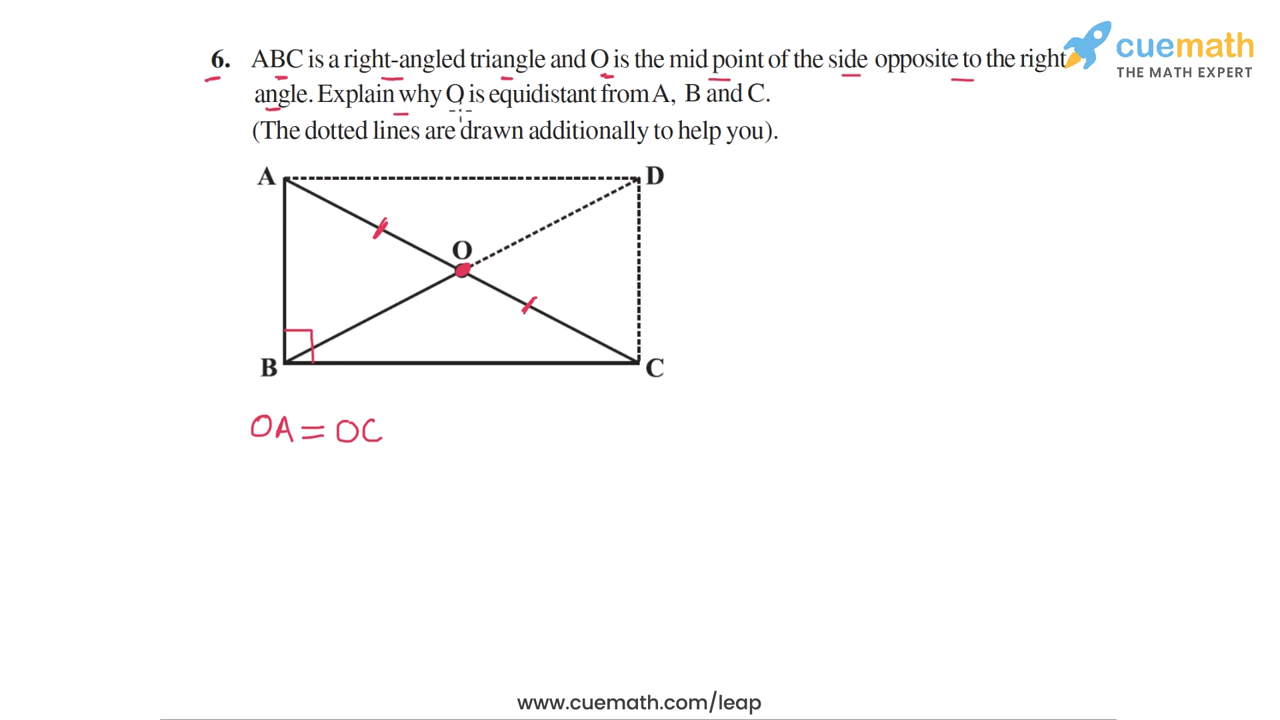 cuemath
THE MATH EXPERT
6. ABC is a right-angled triangle and O is the mid point of the side opposite to the right
angle. Explain why O is equidistant from A, B and C.
(The dotted lines are drawn additionally to help you).
A
D
O
B
C
OA = OC
www.cuemath.com/leap